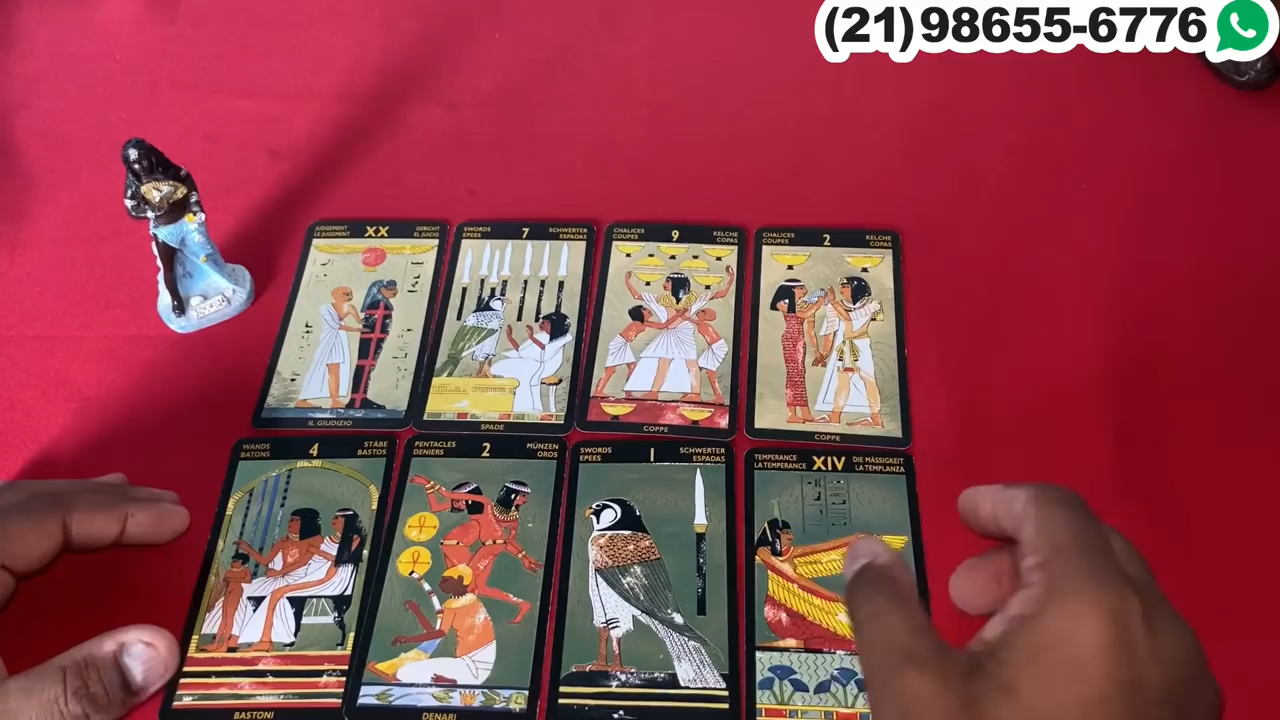 (21)98655-6776
JUDGEMENT
LE JUGEMENT
XX
GERICHT
EL JUICIO
IL GIUDIZIO
SWORDS
EPEES
7
SCHWERTER
ESPADAS
SPADE
CHALICES
COUPES
9
KELCHE
COPAS
COPPE
CHALICES
COUPES
2
KELCHE
COPAS
COPPE
WANDS
BATONS
4
STÄBE
BASTOS
BASTONI
PENTACLES
DENIERS
2
MÜNZEN
OROS
DENARI
SWORDS
EPEES
1
SCHWERTER
ESPADAS
TEMPERANCE
LA TEMPERANCE
XIV
DIE MÄSSIGKEIT
LA TEMPLANZA